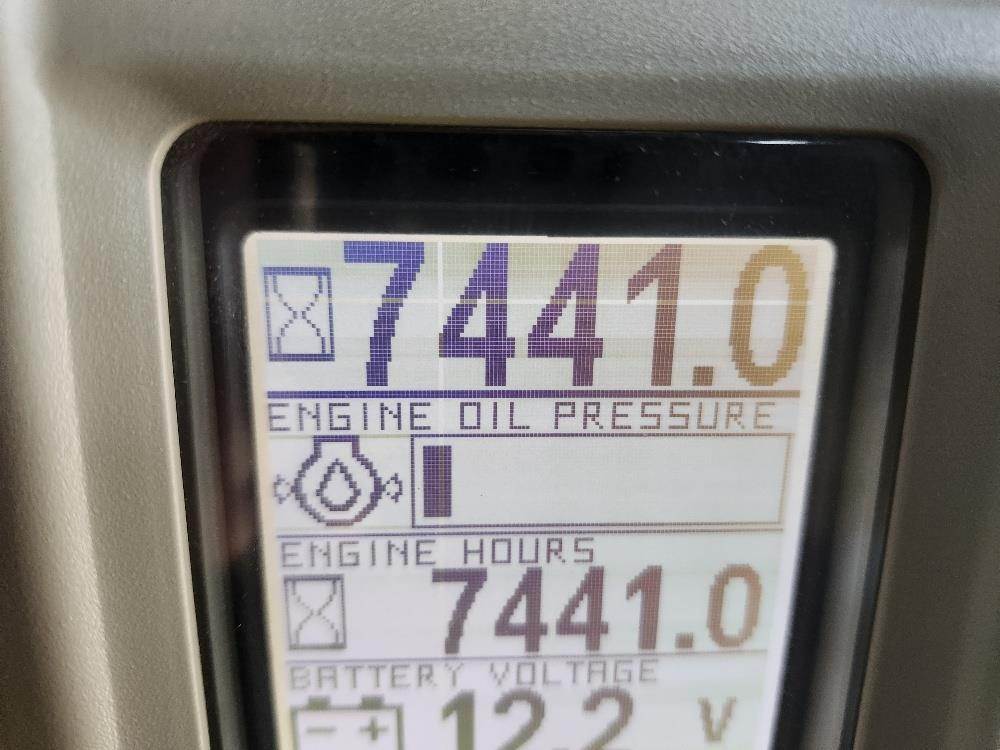 7441.0
ENGINE OIL PRESSURE
ENGINE HOURS
7441.0
BATTERY VOLTAGE
12.2 V